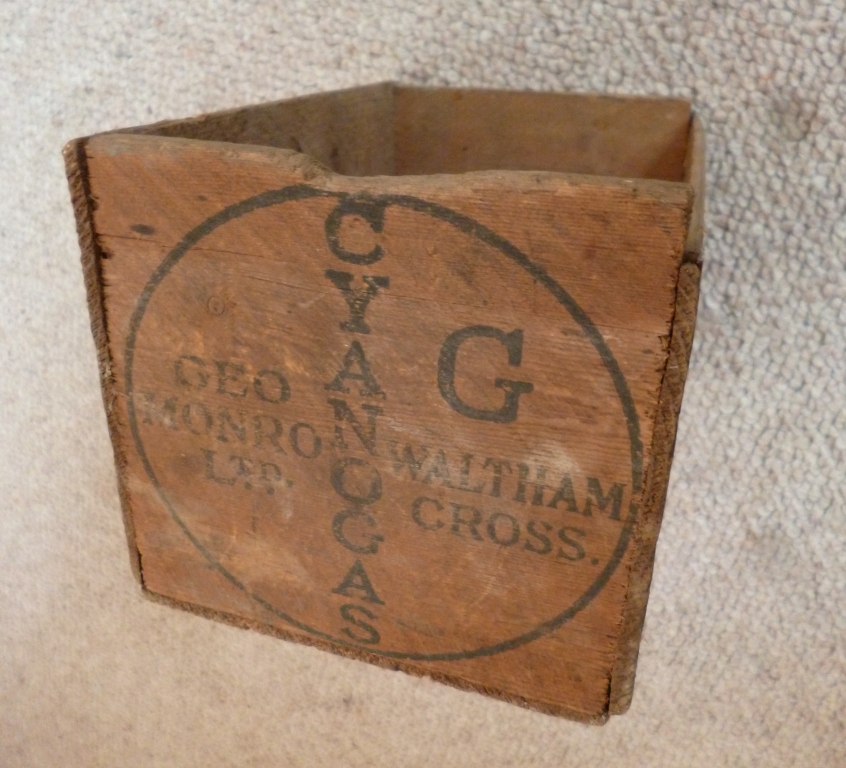 CYANOGAS
G
GEO
MONRO
LTD.
WALTHAM
CROSS.